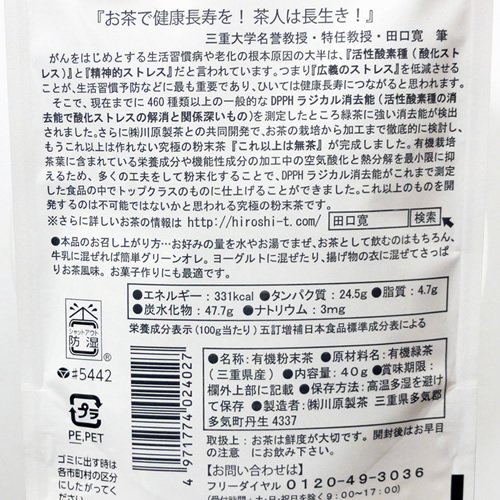 『お茶で健康長寿を！ 茶人は長生き！』
三重大学名誉教授・特任教授・田口寛 筆
がんをはじめとする生活習慣病や老化の根本原因の大半は、『活性酸素種（酸化スト
レス）』と『精神的ストレス』だと言われています。つまり『広義のストレス』を低減させる
ことが、生活習慣予防などに最も重要であり、ひいては健康長寿につながると思われます。
そこで、現在までに 460 種類以上の一般的な DPPH ラジカル消去能（活性酸素種の消
去能で酸化ストレスの解消と関係深いもの）を測定したところ緑茶に強い消去能が検出
されました。さらに㈱川原製茶との共同開発で、お茶の栽培から加工まで徹底的に検討し、
もうこれ以上は作れない究極の粉末茶『これ以上は無茶』が完成しました。有機栽培
茶葉に含まれている栄養成分や機能性成分の加工中の空気酸化と熱分解を最小限に抑
えるため、多くの工夫をして粉末化することで、DPPH ラジカル消去能がこれまで測定
した食品の中でトップクラスのものに仕上げることができました。これ以上のものを開
発するのは不可能ではないかと思われる究極の粉末茶です。
※さらに詳しいお茶の情報は http://hiroshi-t.com/ 田口寛 検索
●本品のお召し上がり方…お好みの量を水やお湯でまぜ、お茶として飲むのはもちろん、
牛乳に混ぜれば簡単グリーンオレ。ヨーグルトに混ぜたり、揚げ物の衣に混ぜてさっぱ
りお茶風味。お菓子作りにも最適です。
●エネルギー：331kcal ●タンパク質：24.5g ●脂質：4.7g
●炭水化物：47.7g ●ナトリウム：3mg
栄養成分表示（100g当たり）五訂増補日本食品標準成分表による
シャットアウト
防湿
#5442
プラ
PE,PET
ゴミに出す時は
各市町村の区分
にしたがってく
ださい。
4971774024027
●名称：有機粉末茶 ●原材料名：有機緑茶
（三重県産）●内容量：40g ●賞味期限：
欄外上部に記載 ●保存方法：高温多湿を避け
て保存 ●製造者：㈱川原製茶 三重県多気郡
多気町丹生 4337
取扱上：お茶は鮮度が大切です。開封後はお早目
の注意 にお飲み下さい。
【お問い合わせ】
フリーダイヤル 0120-49-3036